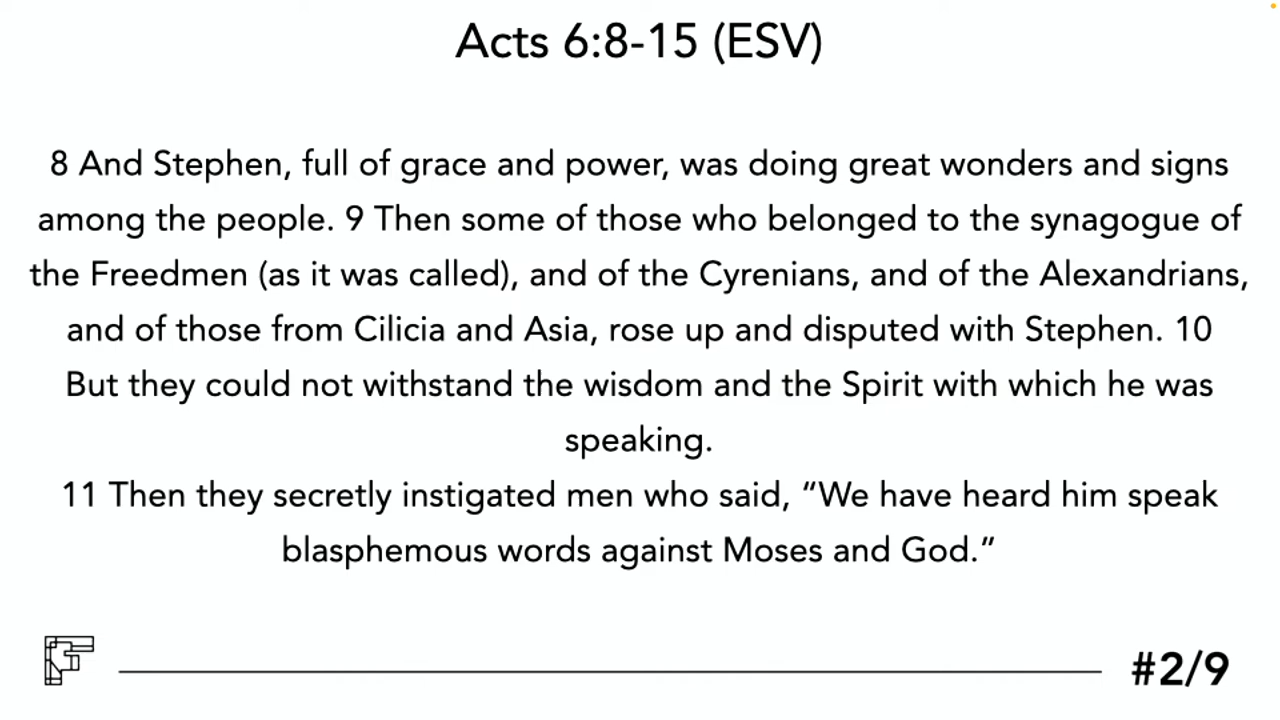 Acts 6:8-15 (ESV)
8 And Stephen, full of grace and power, was doing great wonders and signs
among the people. 9 Then some of those who belonged to the synagogue of
the Freedmen (as it was called), and of the Cyrenians, and of the Alexandrians,
and of those from Cilicia and Asia, rose up and disputed with Stephen. 10
But they could not withstand the wisdom and the Spirit with which he was
speaking.
11 Then they secretly instigated men who said, “We have heard him speak
blasphemous words against Moses and God.”
#2/9